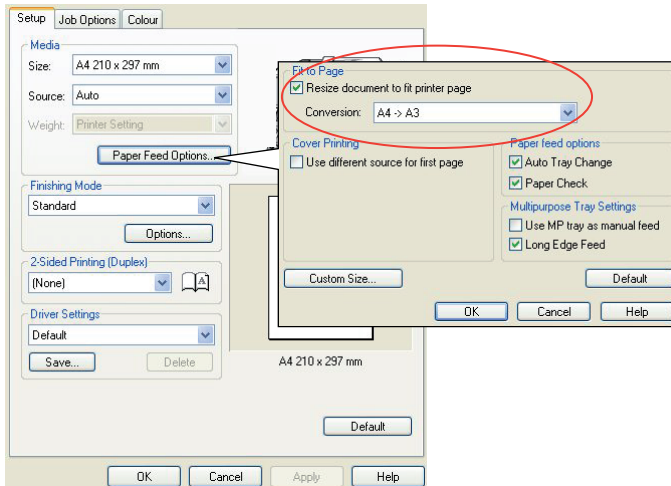 Setup
Job Options
Colour
Media
Size:
A4 210 x 297 mm
Source:
Auto
Weight:
Printer Setting
Paper Feed Options...
Finishing Mode
Standard
Options...
2-Sided Printing (Duplex)
(None)
A
Driver Settings
Default
Save...
Delete
A4 210 x 297 mm
Default
OK
Cancel
Apply
Help
Fit to Page
Resize document to fit printer page
Conversion:
A4 -> A3
Cover Printing
Use different source for first page
Paper feed options
Auto Tray Change
Paper Check
Multipurpose Tray Settings
Use MP tray as manual feed
Long Edge Feed
Custom Size...
Default
OK
Cancel
Help